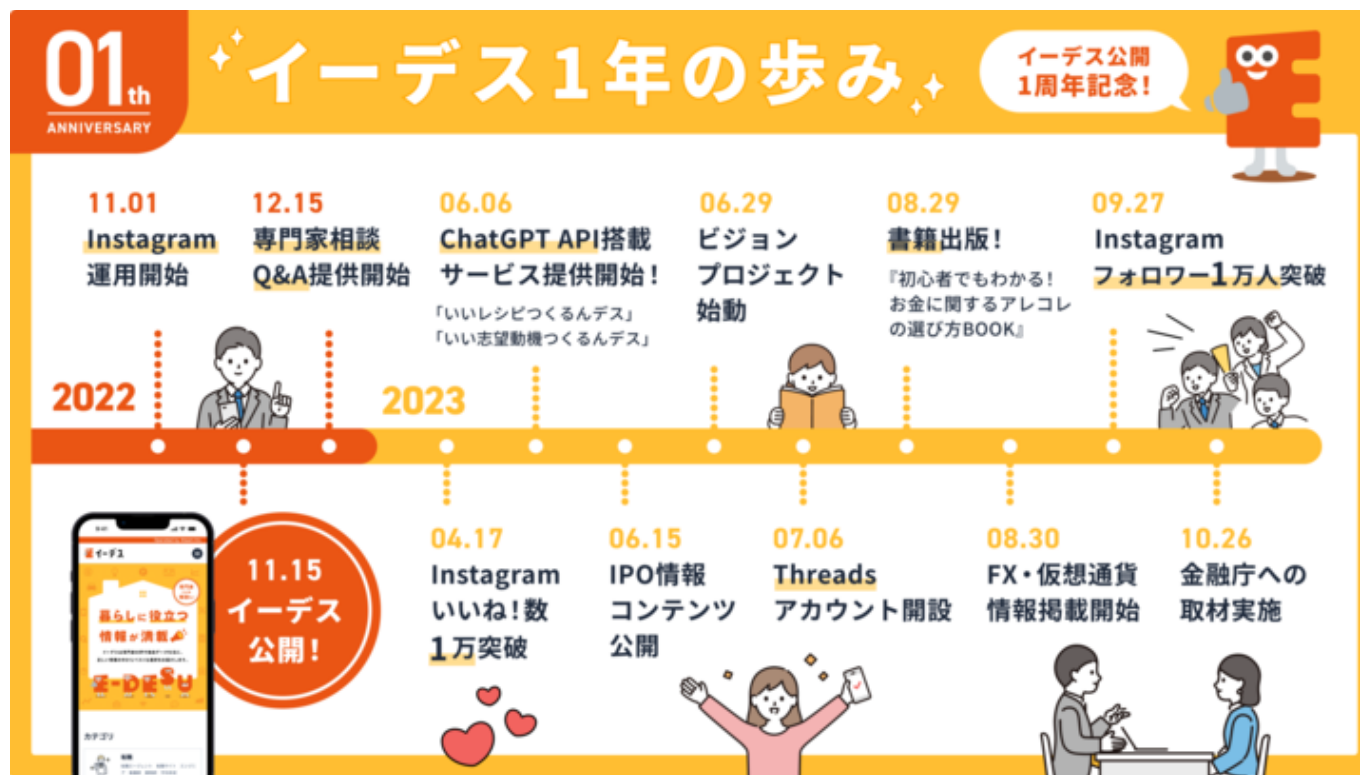 01th
ANNIVERSARY
イーデス1年の歩み
イーデス公開
1周年記念！
11.01
Instagram
運用開始
12.15
専門家相談
Q&A提供開始
06.06
ChatGPT API搭載
サービス提供開始！
「いいレシピつくるんデス」
「いい志望動機つくるんデス」
06.29
ビジョン
プロジェクト
始動
08.29
書籍出版！
『初心者でもわかる！
お金に関するアレコレ
の選び方BOOK』
09.27
Instagram
フォロワー1万人突破
2022
2023
11.15
イーデス
公開！
04.17
Instagram
いいね！数
1万突破
06.15
IPO情報
コンテンツ
公開
07.06
Threads
アカウント開設
08.30
FX・仮想通貨
情報掲載開始
10.26
金融庁への
取材実施
イーデス
暮らしに役立つ
情報が満載
E-DESU
カテゴリ